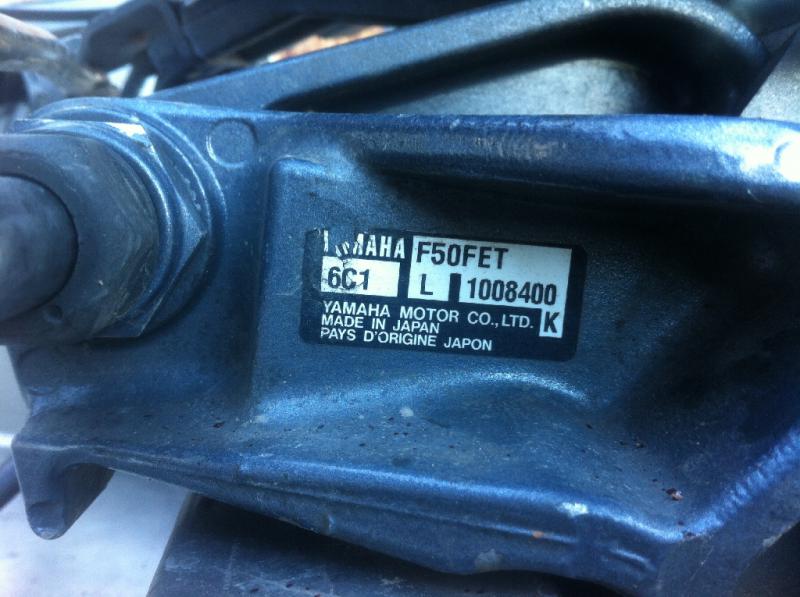 YAMAHA F50FET
6C1 L 1008400
YAMAHA MOTOR CO., LTD. K
MADE IN JAPAN
PAYS D'ORIGINE JAPON